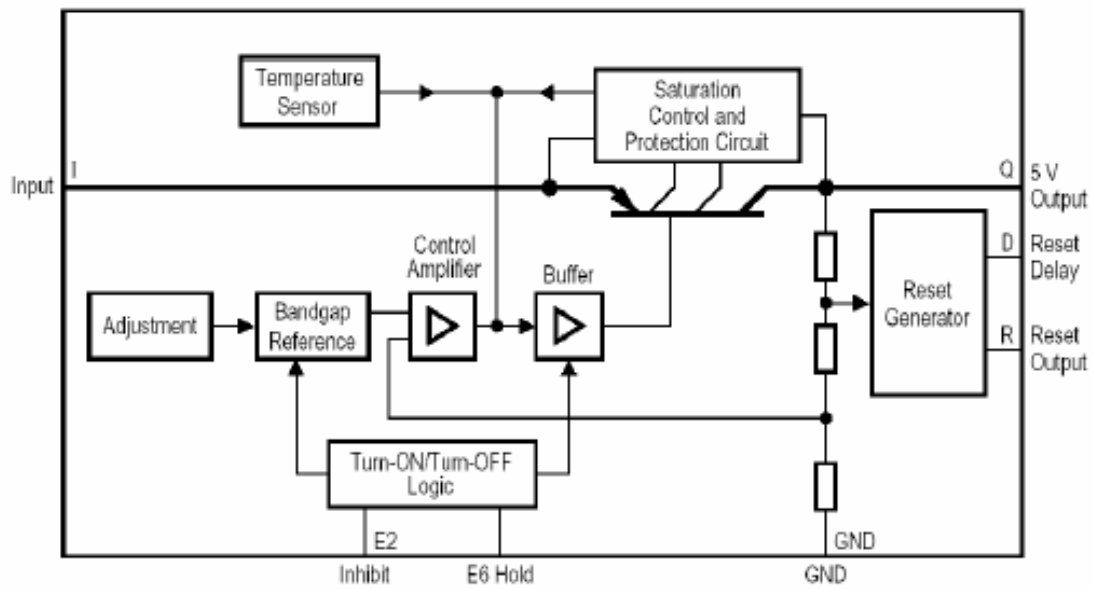 Temperature
Sensor
Saturation
Control and
Protection Circuit
I
Input
Q
5 V
Output
Control
Amplifier
Buffer
D
Reset
Delay
Reset
Generator
Adjustment
Bandgap
Reference
R
Reset
Output
Turn-ON/Turn-OFF
Logic
E2
GND
Inhibit
E6 Hold
GND